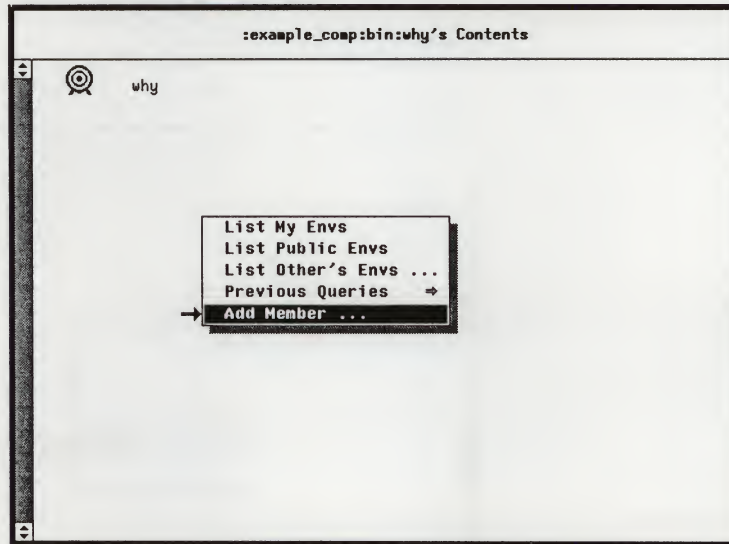 :example_comp:bin:why's Contents
why
List My Envs
List Public Envs
List Other's Envs ...
Previous Queries ⇒
Add Member ...